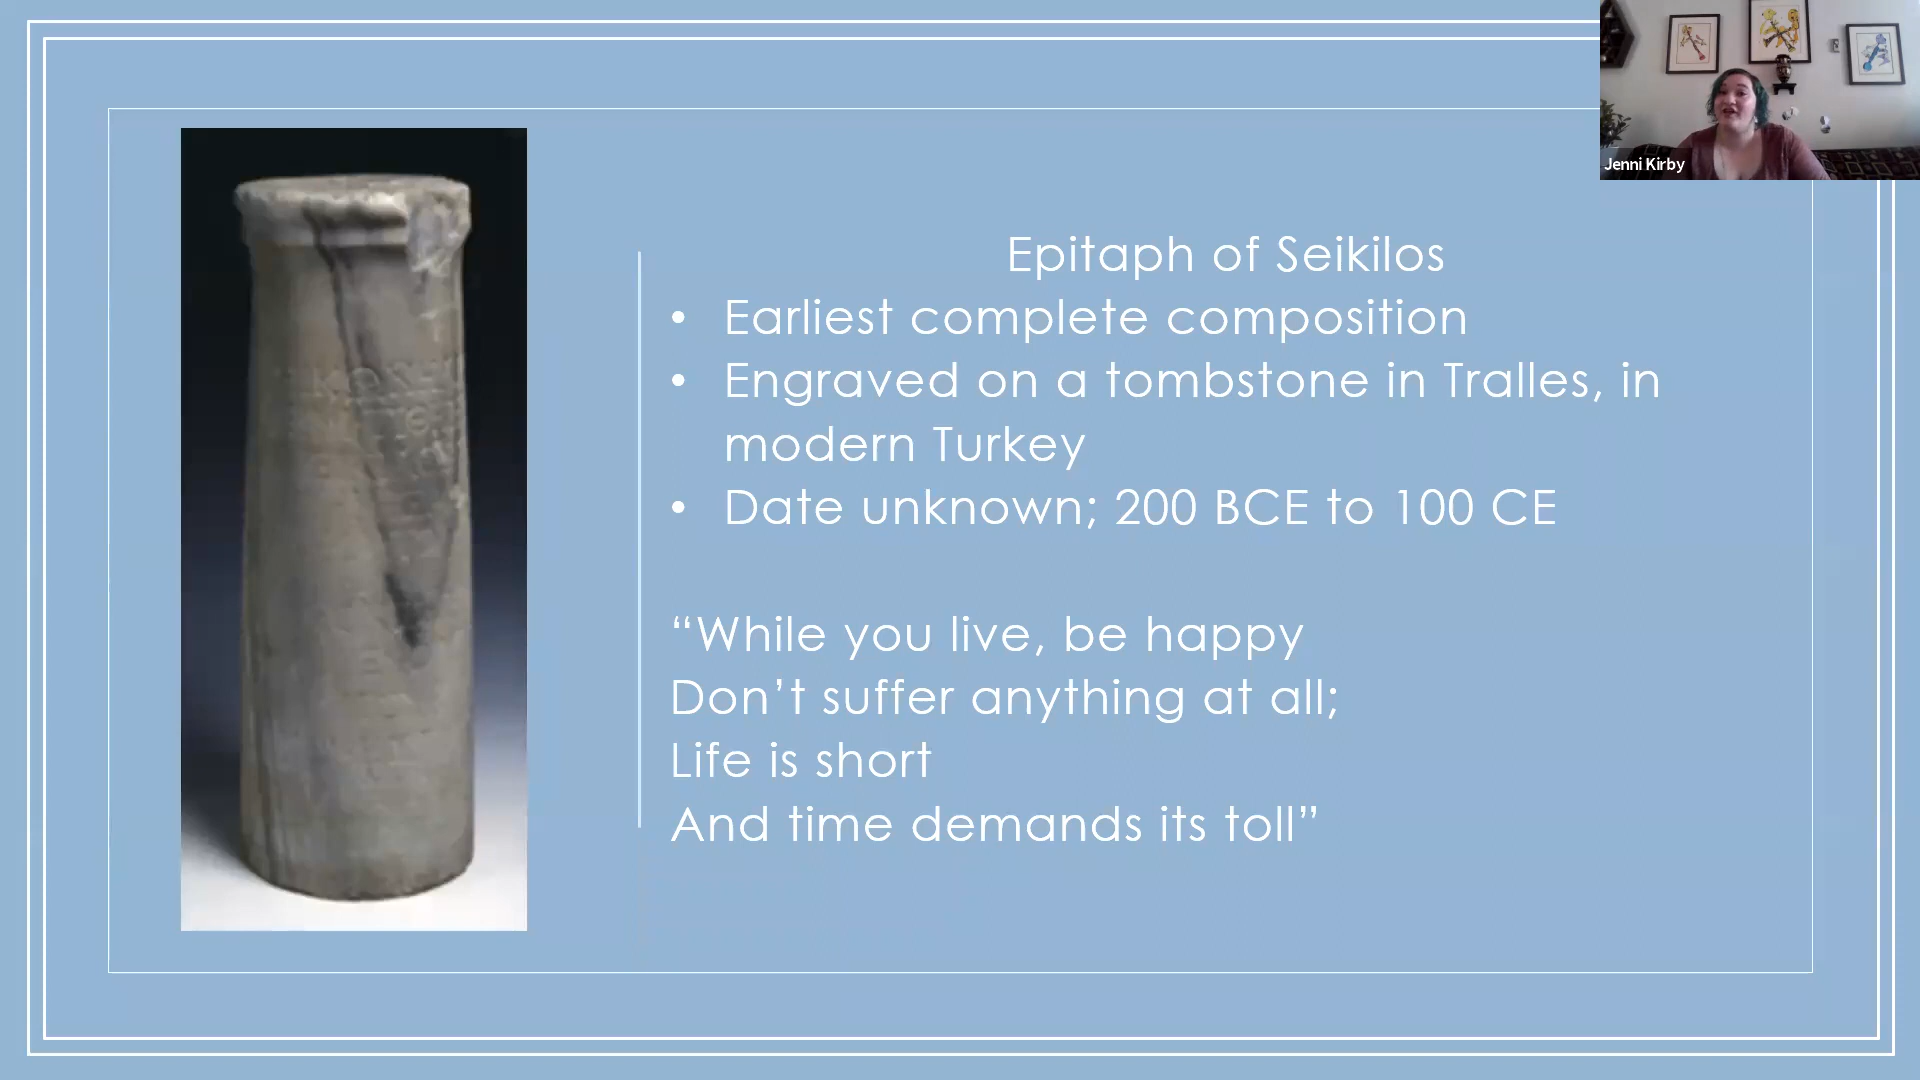 Jenni Kirby
Epitaph of Seikilos
• Earliest complete composition
• Engraved on a tombstone in Tralles, in
modern Turkey
• Date unknown; 200 BCE to 100 CE
“While you live, be happy
Don’t suffer anything at all;
Life is short
And time demands its toll”